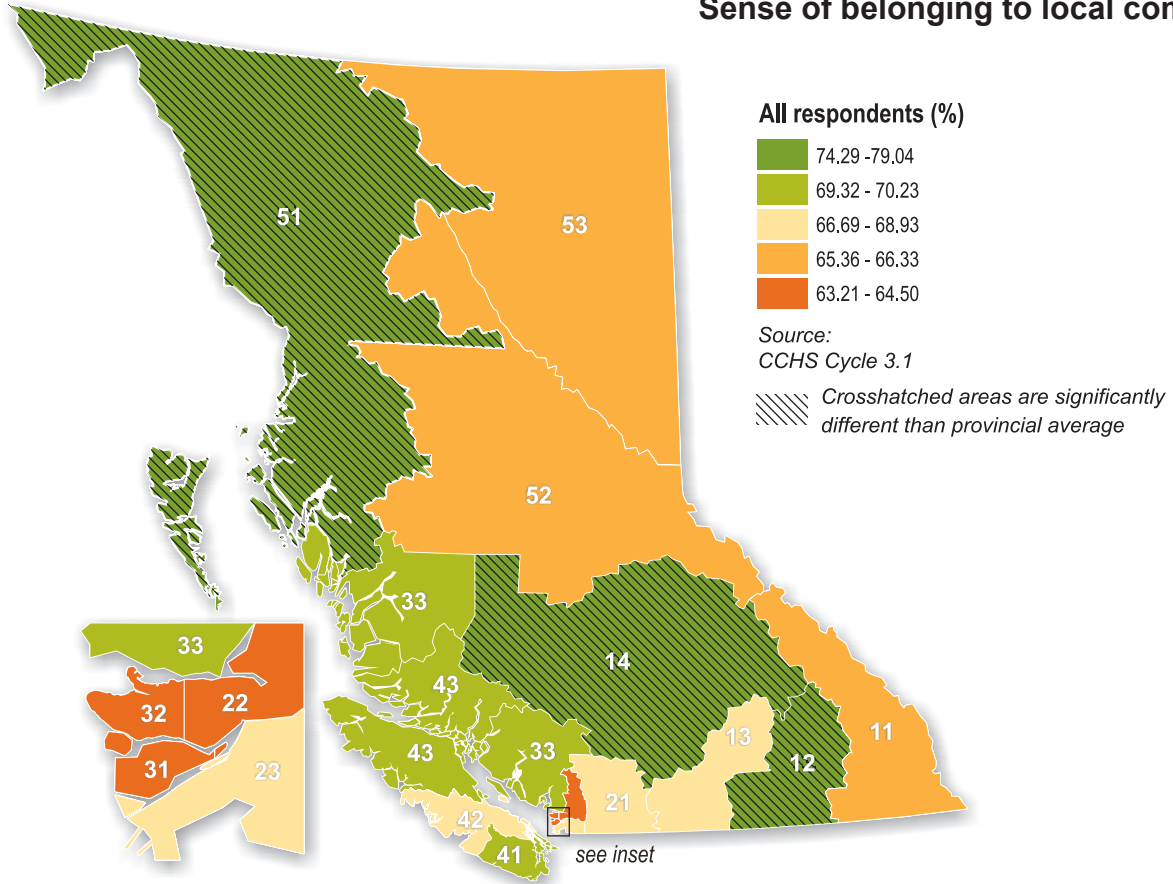 Sense of belonging to local con
All respondents (%)
74.29 -79.04
69.32 - 70.23
66.69 - 68.93
65.36 - 66.33
63.21 - 64.50
Source:
CCHS Cycle 3.1
Crosshatched areas are significantly
different than provincial average
51
53
52
33
14
43
13
11
43
33
12
21
42
41
see inset
33
32
22
31
23